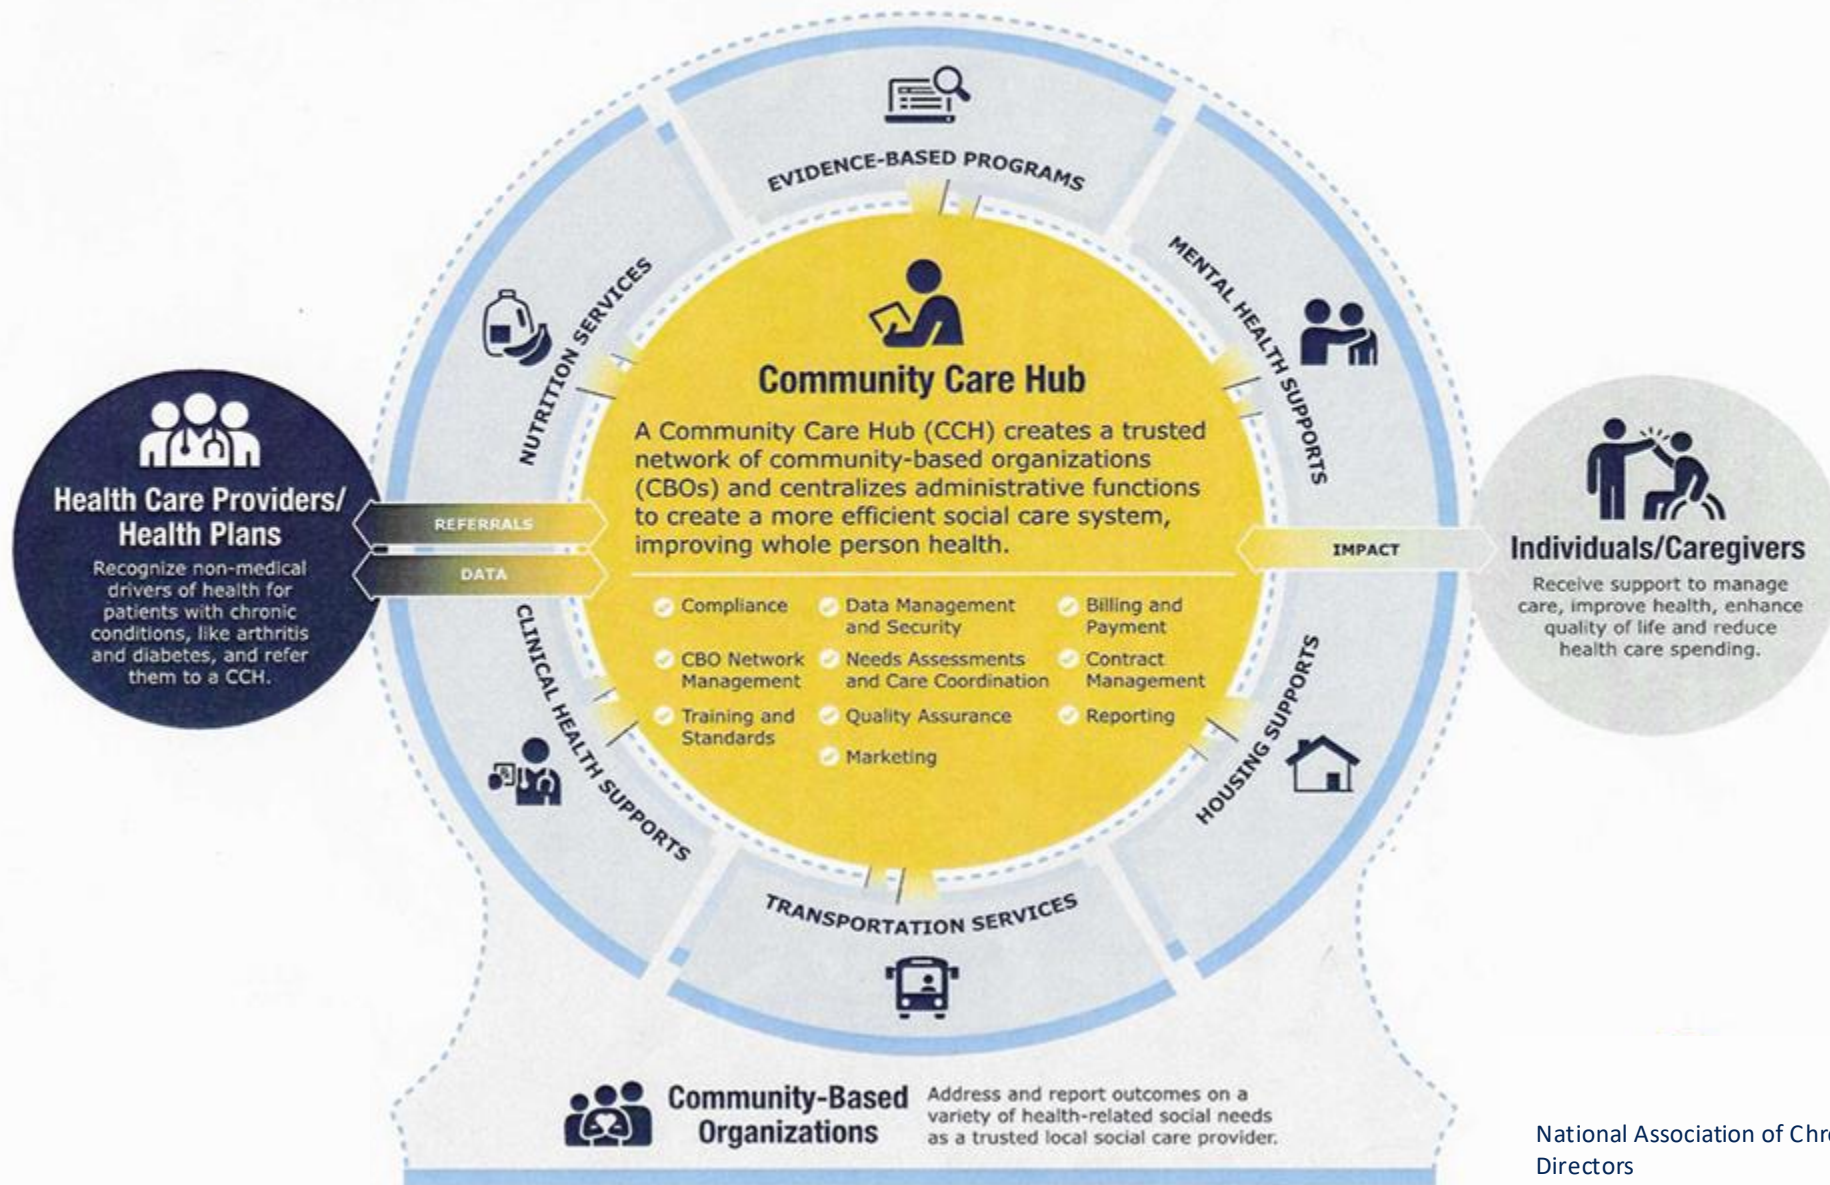 EVIDENCE-BASED PROGRAMS
NUTRITION SERVICES
MENTAL HEALTH SUPPORTS
Community Care Hub
A Community Care Hub (CCH) creates a trusted
network of community-based organizations
(CBOs) and centralizes administrative functions
to create a more efficient social care system,
improving whole person health.
Compliance
Data Management
and Security
Billing and
Payment
CBO Network
Management
Needs Assessments
and Care Coordination
Contract
Management
Training and
Standards
Quality Assurance
Reporting
Marketing
Health Care Providers/
Health Plans
Recognize non-medical
drivers of health for
patients with chronic
conditions, like arthritis
and diabetes, and refer
them to a CCH.
REFERRALS
DATA
IMPACT
Individuals/Caregivers
Receive support to manage
care, improve health, enhance
quality of life and reduce
health care spending.
CLINICAL HEALTH SUPPORTS
HOUSING SUPPORTS
TRANSPORTATION SERVICES
Community-Based
Organizations
Address and report outcomes on a
variety of health-related social needs
as a trusted local social care provider.
National Association of
Directors